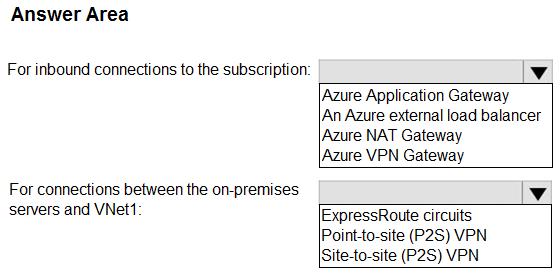 Answer Area
For inbound connections to the subscription:
Azure Application Gateway
An Azure external load balancer
Azure NAT Gateway
Azure VPN Gateway
For connections between the on-premises
servers and VNet1:
ExpressRoute circuits
Point-to-site (P2S) VPN
Site-to-site (P2S) VPN